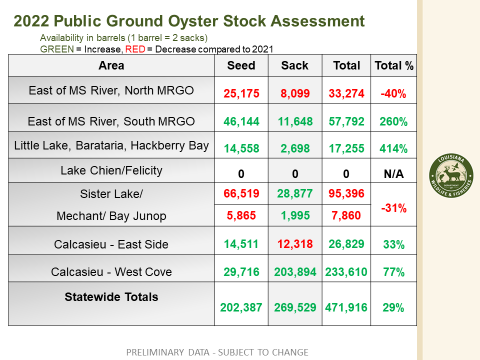 2022 Public Ground Oyster Stock Assessment
Availability in barrels (1 barrel = 2 sacks)
GREEN = Increase, RED = Decrease compared to 2021
Area Seed Sack Total Total %
East of MS River, North MRGO 25,175 8,099 33,274 -40%
East of MS River, South MRGO 46,144 11,648 57,792 260%
Little Lake, Barataria, Hackberry Bay 14,558 2,698 17,255 414%
Lake Chien/Felicity 0 0 0 N/A
Sister Lake/ 66,519 28,877 95,396 -31%
Mechant/ Bay Junop 5,865 1,995 7,860
Calcasieu - East Side 14,511 12,318 26,829 33%
Calcasieu - West Cove 29,716 203,894 233,610 77%
Statewide Totals 202,387 269,529 471,916 29%
LOUISIANA
WILDLIFE & FISHERIES
PRELIMINARY DATA - SUBJECT TO CHANGE